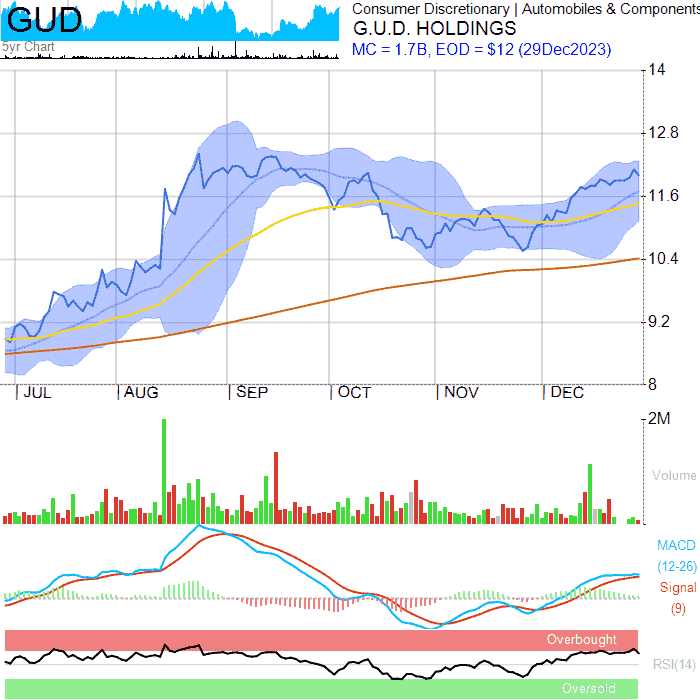 GUD
5yr Chart
Consumer Discretionary | Automobiles & Components
G.U.D. HOLDINGS
MC = 1.7B, EOD = $12 (29Dec2023)
14
12.8
11.6
10.4
9.2
8
JUL AUG SEP OCT NOV DEC
2M
Volume
MACD
(12-26)
Signal
(9)
Overbought
RSI(14)
Oversold